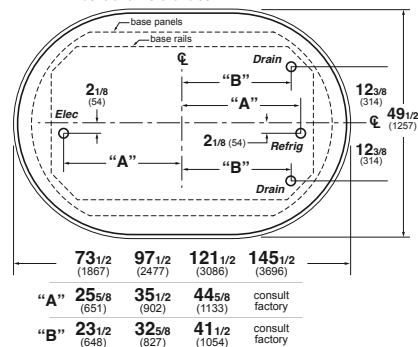 base panels
base rails
℄
Drain
"B"
2 1/8
(54)
12 3/8
(314)
"A"
Elec
℄
49 1/2
(1257)
2 1/8 (54)
Refrig
"A"
"B"
12 3/8
(314)
Drain
73 1/2 97 1/2 121 1/2 145 1/2
(1867) (2477) (3086) (3696)
"A" 25 5/8 35 1/2 44 5/8 consult
(651) (902) (1133) factory
"B" 23 1/2 32 5/8 41 1/2 consult
(648) (827) (1054) factory